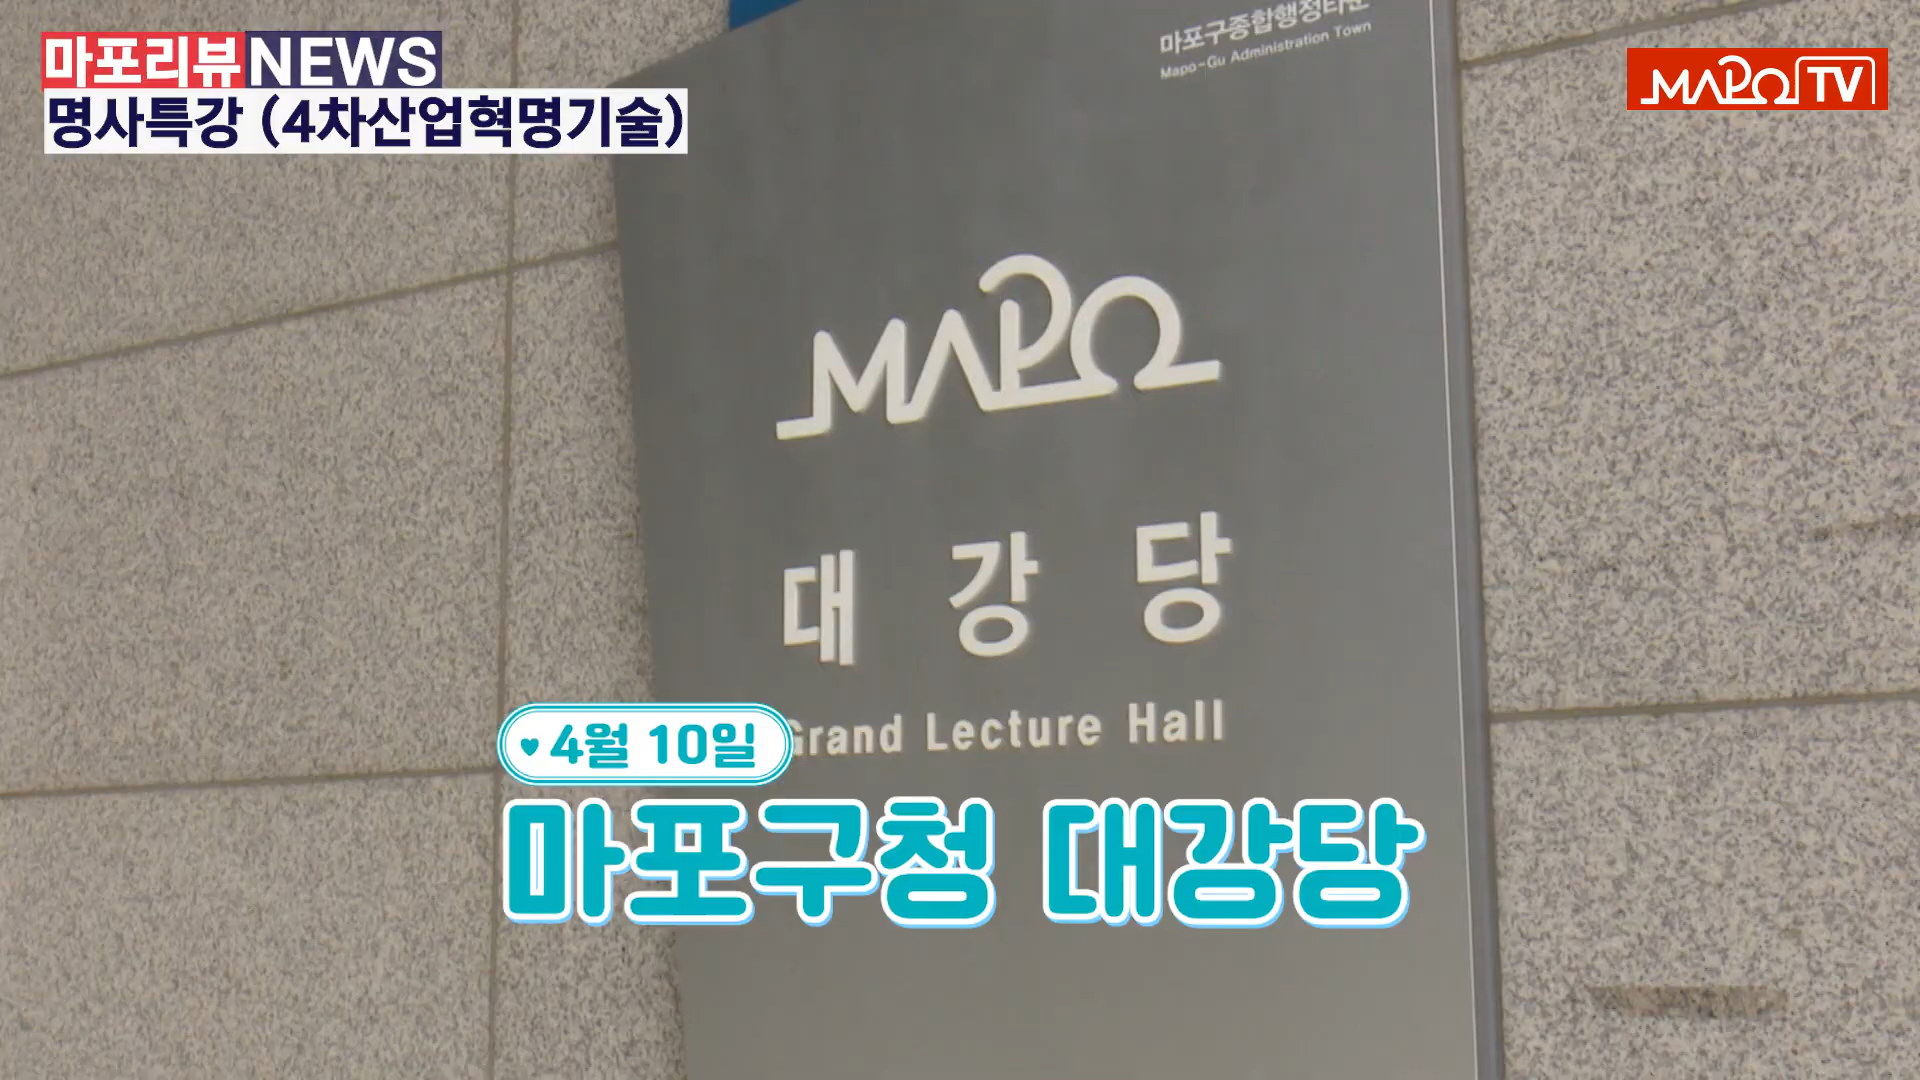 마포리뷰NEWS
명사특강 (4차산업혁명기술)
MAPO TV
마포구종합행정타운
Mapo-Gu Administration Town
MAPO
대강당
Grand Lecture Hall
4월 10일
마포구청 대강당